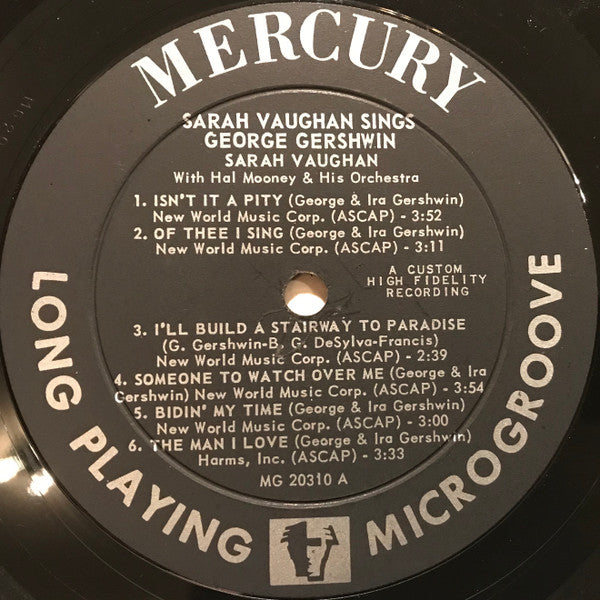 MERCURY
SARAH VAUGHAN SINGS
GEORGE GERSHWIN
SARAH VAUGHAN
With Hal Mooney & His Orchestra
1. ISN'T IT A PITY (George & Ira Gershwin)
New World Music Corp. (ASCAP) - 3:52
2. OF THEE I SING (George & Ira Gershwin)
New World Music Corp. (ASCAP) - 3:11
A CUSTOM
HIGH FIDELITY
RECORDING
3. I'LL BUILD A STAIRWAY TO PARADISE
(G. Gershwin-B. G. DeSylva-Francis)
New World Music Corp. (ASCAP) - 2:39
4. SOMEONE TO WATCH OVER ME (George & Ira
Gershwin) New World Music Corp. (ASCAP) - 3:54
5. BIDIN' MY TIME (George & Ira Gershwin)
New World Music Corp. (ASCAP) - 3:00
6. THE MAN I LOVE (George & Ira Gershwin)
Harms, Inc. (ASCAP) - 3:33
MG 20310 A
LONG PLAYING
MICROGROOVE